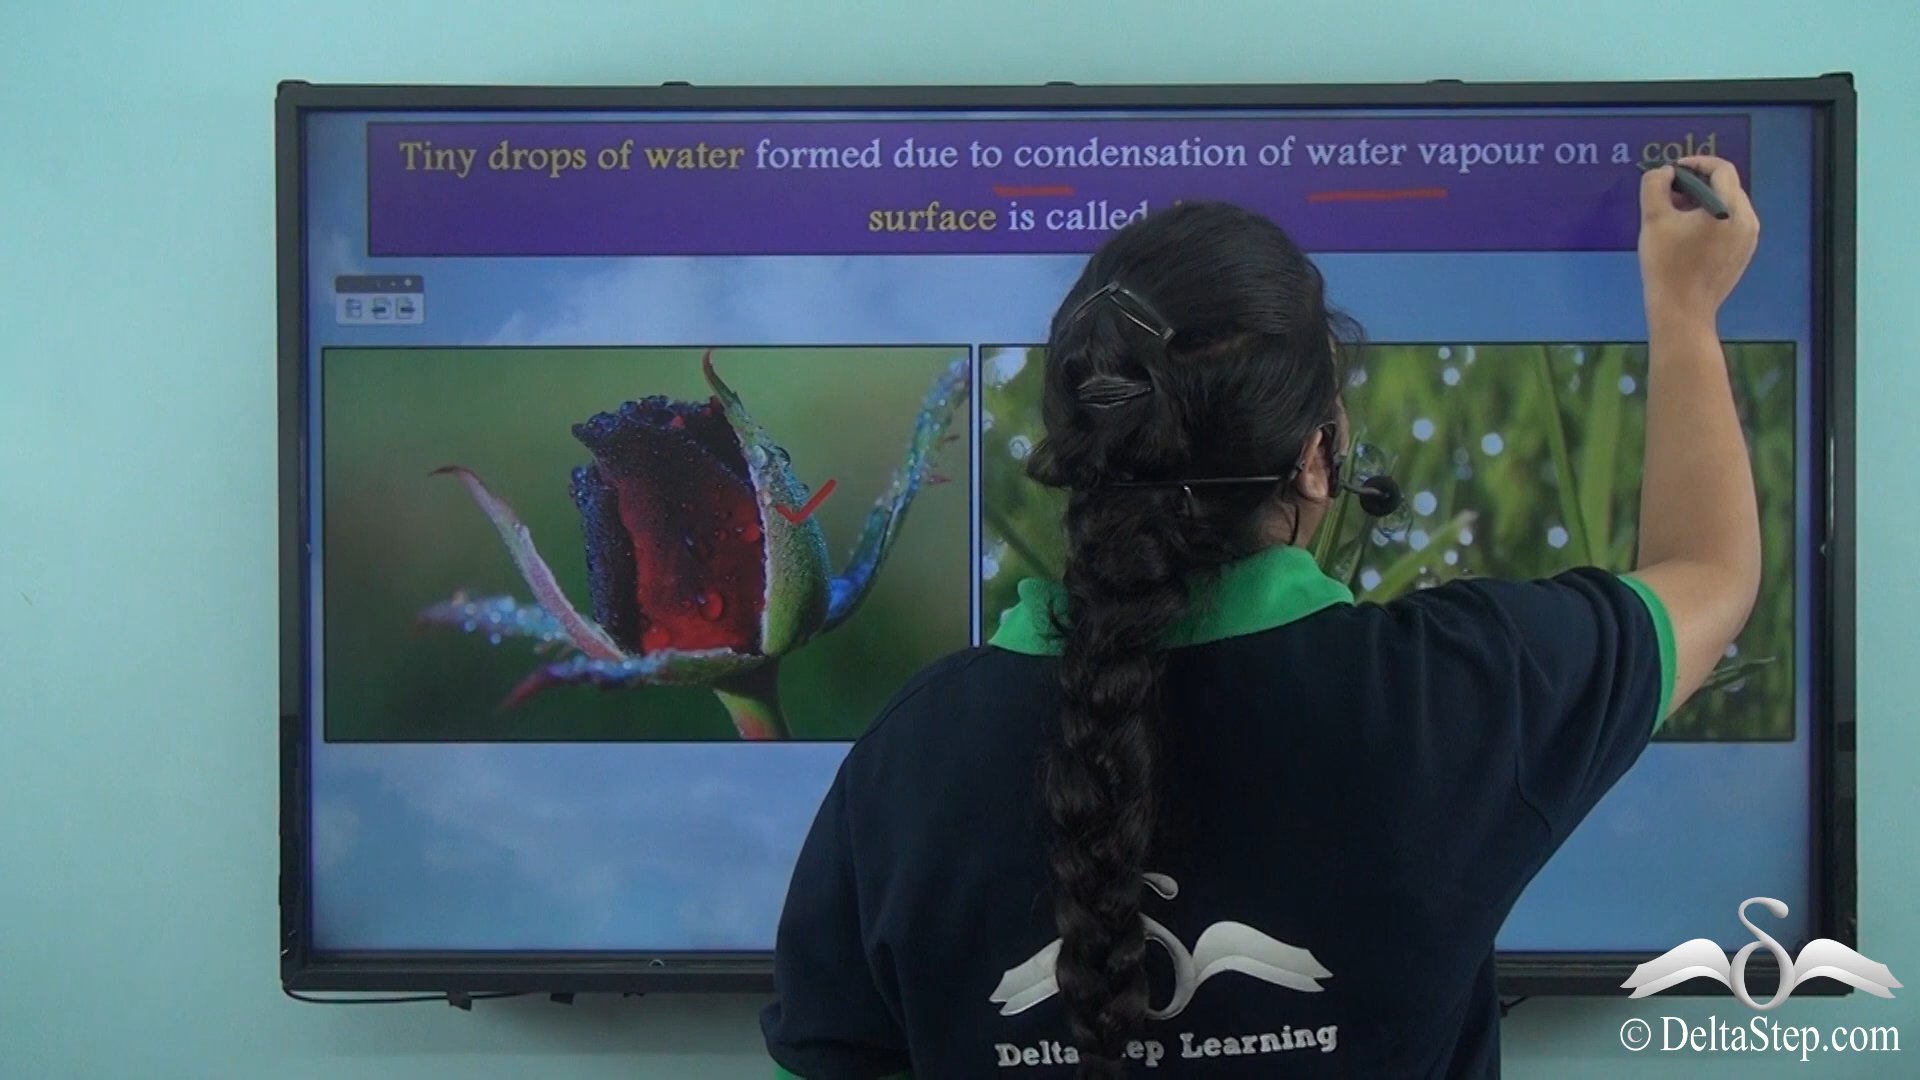 Tiny drops of water formed due to condensation of water vapour on a cold
surface is called
Delta ep Learning
© DeltaStep.com